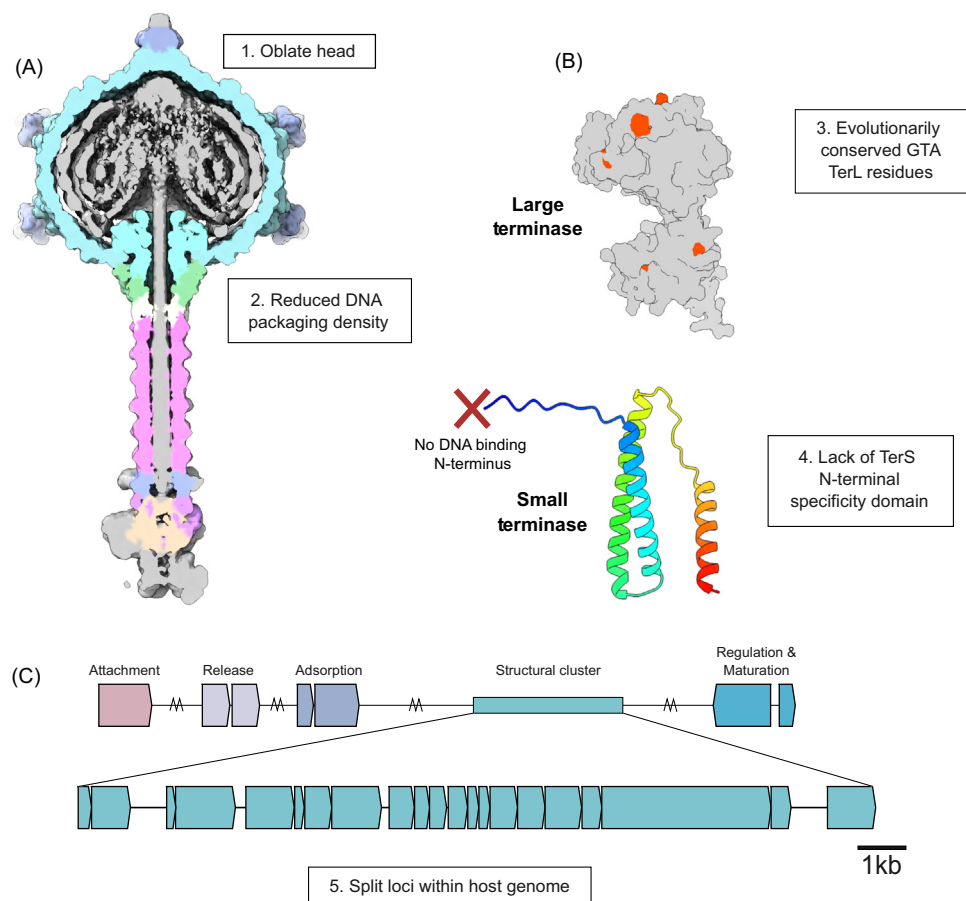 (A)
1. Oblate head
2. Reduced DNA
packaging density
(B)
Large
terminase
3. Evolutionarily
conserved GTA
TerL residues
No DNA binding
N-terminus
Small
terminase
4. Lack of TerS
N-terminal
specificity domain
(C)
Attachment
Release
Adsorption
Structural cluster
Regulation &
Maturation
1kb
5. Split loci within host genome